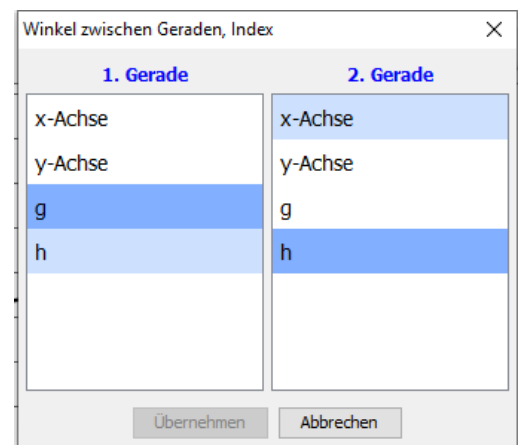 Winkel zwischen Geraden, Index
1. Gerade
2. Gerade
x-Achse
y-Achse
g
h
x-Achse
y-Achse
g
h
Übernehmen
Abbrechen